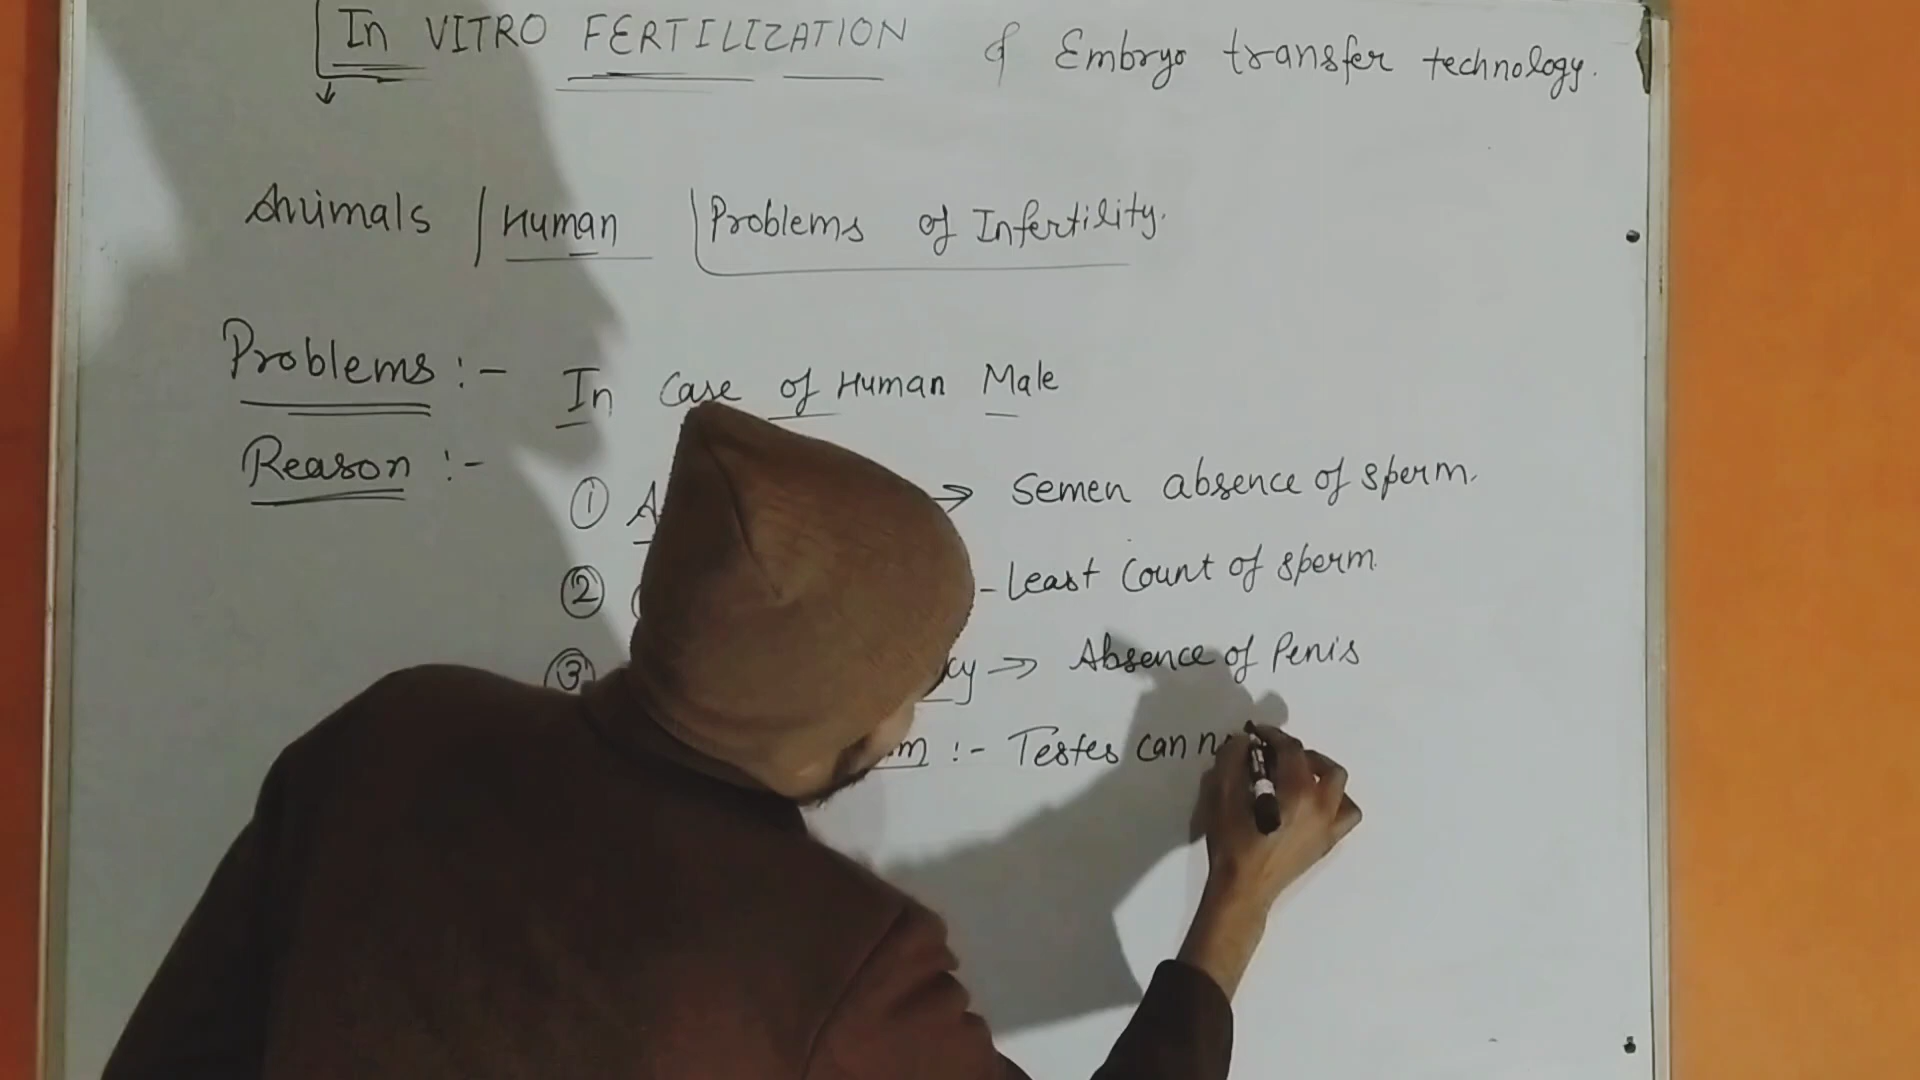 In VITRO FERTILIZATION & Embryo transfer technology.
Animals / Human Problems of Infertility.
Problems :- In Case of Human Male
Reason :-
① → Semen absence of sperm.
② - Least Count of sperm
③ → Absence of Penis
:- Testes can